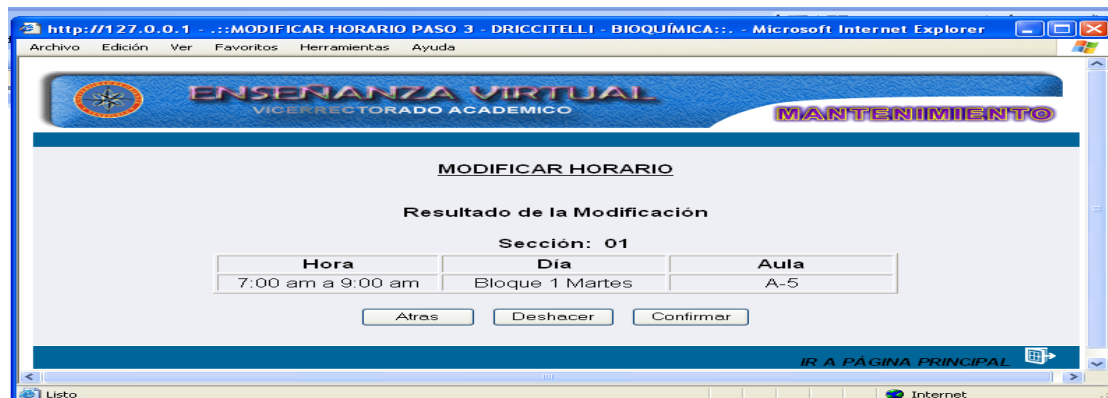 http://127.0.0.1 - .::MODIFICAR HORARIO PASO 3 - DRICCITELLI - BIOQUÍMICA::. - Microsoft Internet Explorer
Archivo Edición Ver Favoritos Herramientas Ayuda
ENSEÑANZA VIRTUAL
VICERRECTORADO ACADEMICO
MANTENIMIENTO
MODIFICAR HORARIO
Resultado de la Modificación
Sección: 01
Hora Día Aula
7:00 am a 9:00 am Bloque 1 Martes A-5
Atras Deshacer Confirmar
IR A PÁGINA PRINCIPAL
Listo Internet